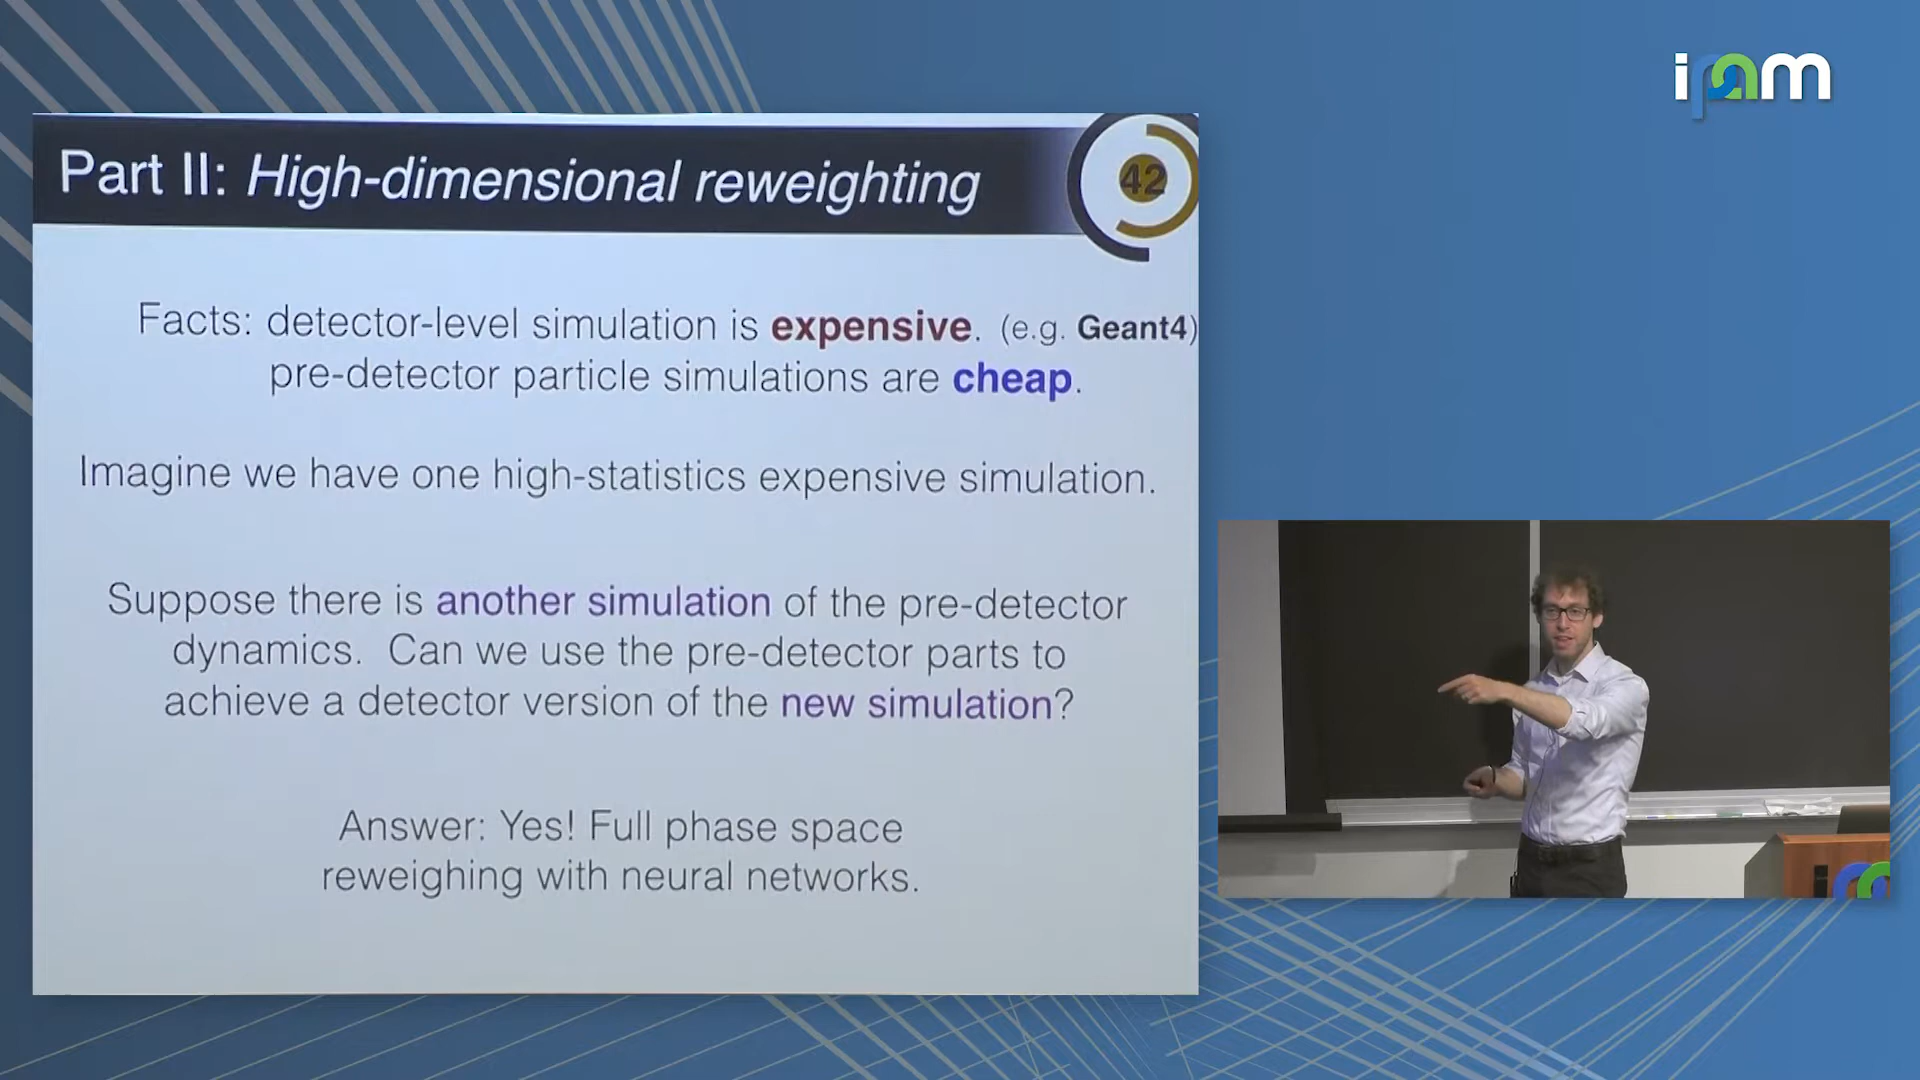 ipam
Part II: High-dimensional reweighting
42
Facts: detector-level simulation is expensive. (e.g. Geant4)
pre-detector particle simulations are cheap.
Imagine we have one high-statistics expensive simulation.
Suppose there is another simulation of the pre-detector
dynamics. Can we use the pre-detector parts to
achieve a detector version of the new simulation?
Answer: Yes! Full phase space
reweighing with neural networks.